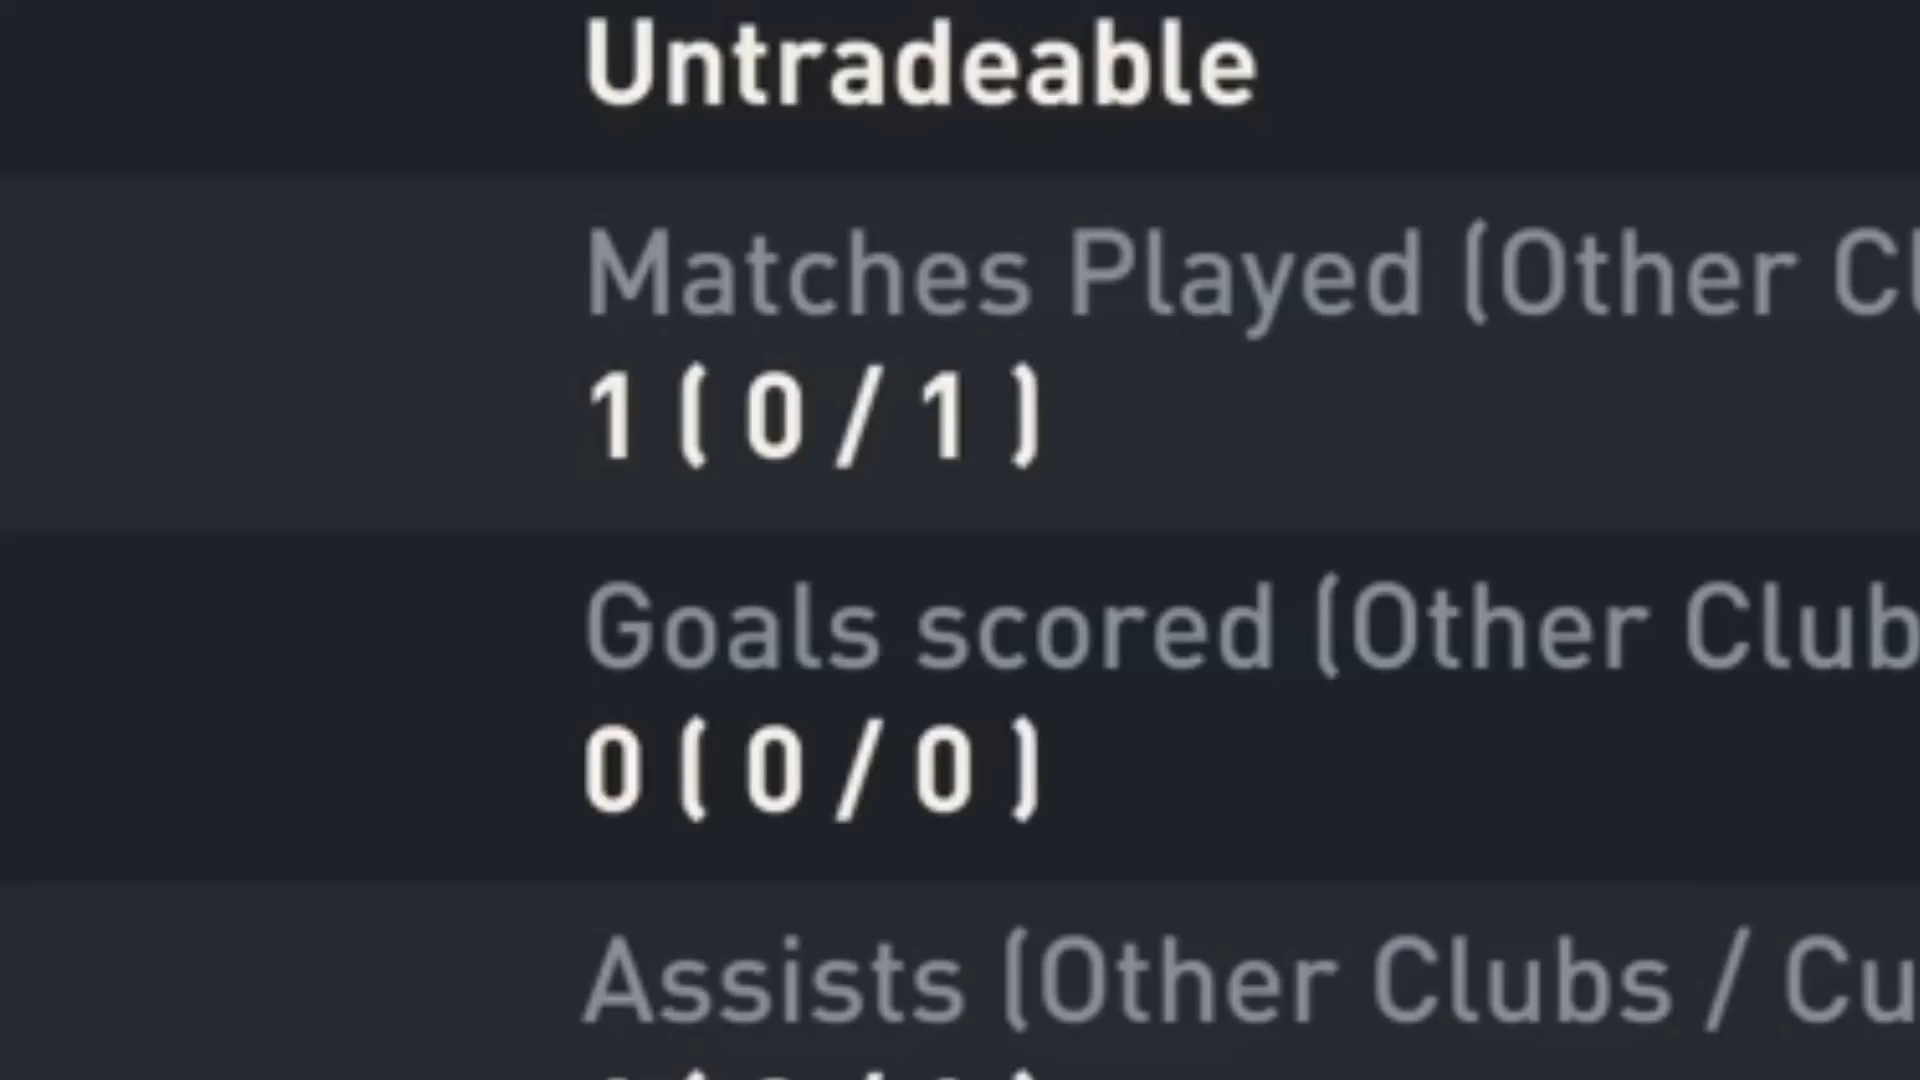 Untradeable
Matches Played (Other Cl
1 ( 0 / 1 )
Goals scored (Other Club
0 ( 0 / 0 )
Assists (Other Clubs / Cu